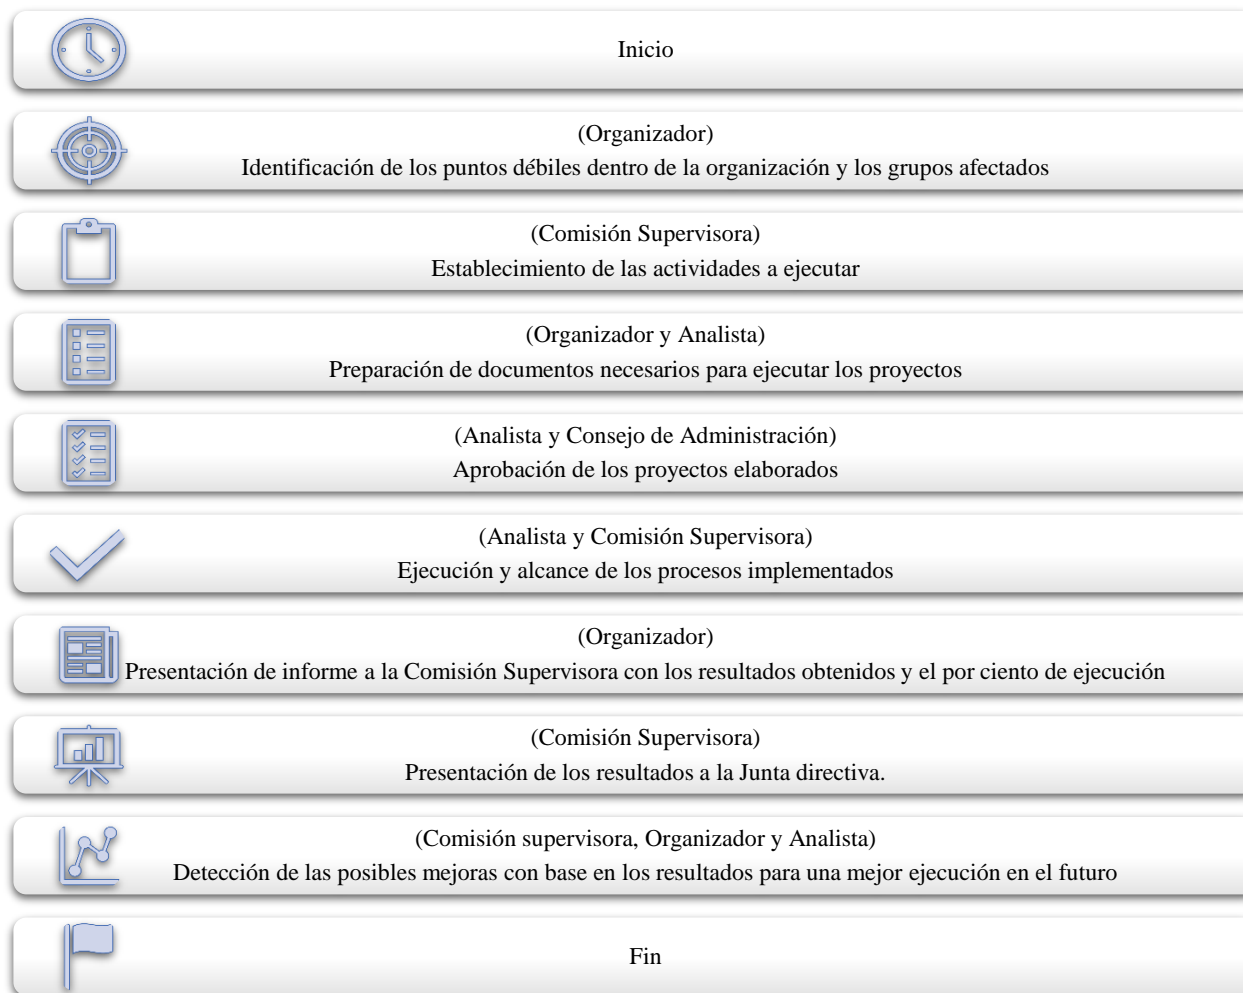 Inicio
(Organizador)
Identificación de los puntos débiles dentro de la organización y los grupos afectados
(Comisión Supervisora)
Establecimiento de las actividades a ejecutar
(Organizador y Analista)
Preparación de documentos necesarios para ejecutar los proyectos
(Analista y Consejo de Administración)
Aprobación de los proyectos elaborados
(Analista y Comisión Supervisora)
Ejecución y alcance de los procesos implementados
(Organizador)
Presentación de informe a la Comisión Supervisora con los resultados obtenidos y el por ciento de ejecución
(Comisión Supervisora)
Presentación de los resultados a la Junta directiva.
(Comisión supervisora, Organizador y Analista)
Detección de las posibles mejoras con base en los resultados para una mejor ejecución en el futuro
Fin